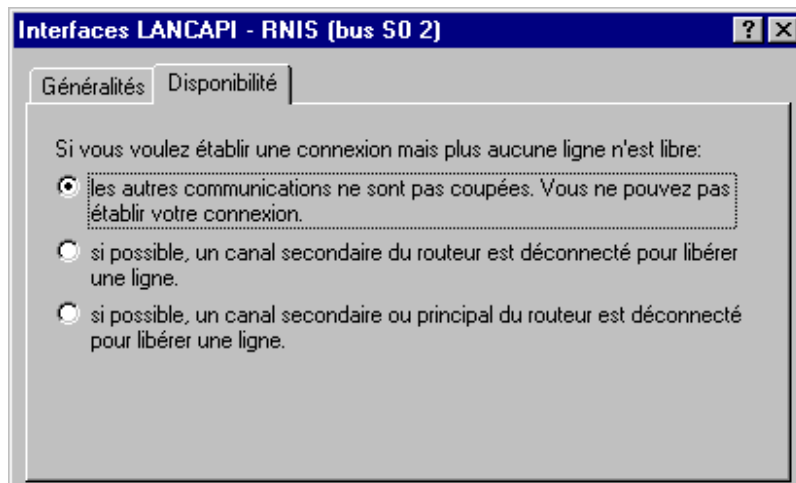 Interfaces LANCAPI - RNIS (bus S0 2)
Généralités
Disponibilité
Si vous voulez établir une connexion mais plus aucune ligne n'est libre:
les autres communications ne sont pas coupées. Vous ne pouvez pas
établir votre connexion.
si possible, un canal secondaire du routeur est déconnecté pour libérer
une ligne.
si possible, un canal secondaire ou principal du routeur est déconnecté
pour libérer une ligne.